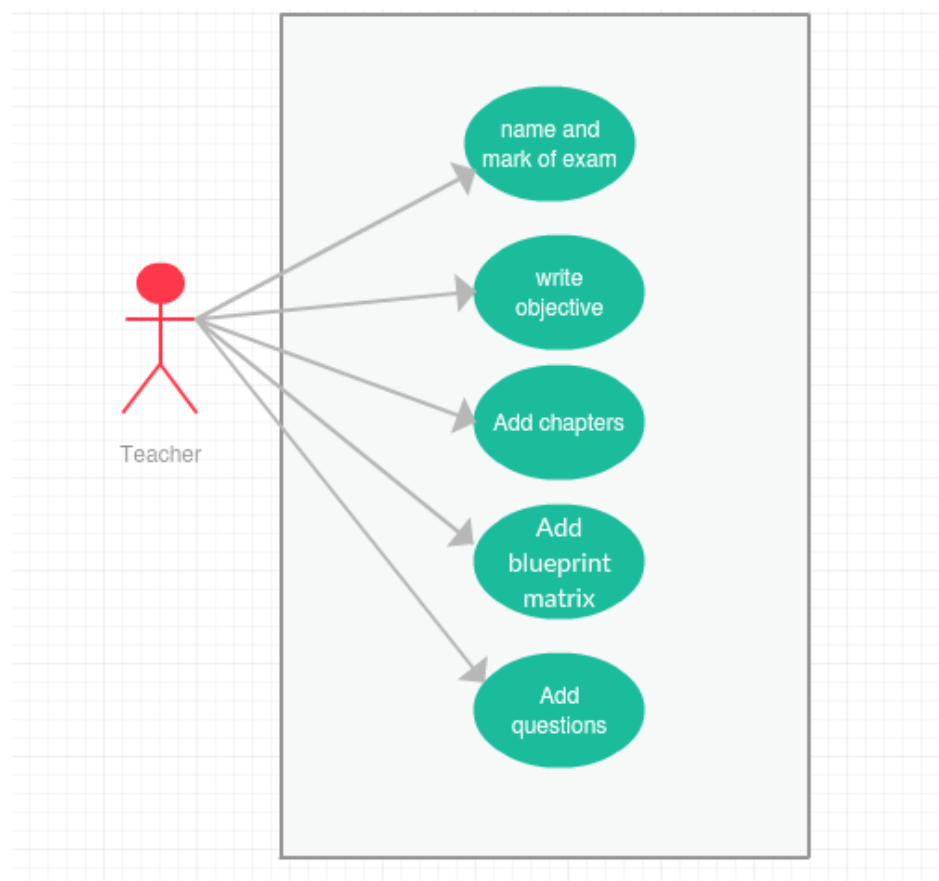 name and
mark of exam
write
objective
Add chapters
Teacher
Add
blueprint
matrix
Add
questions